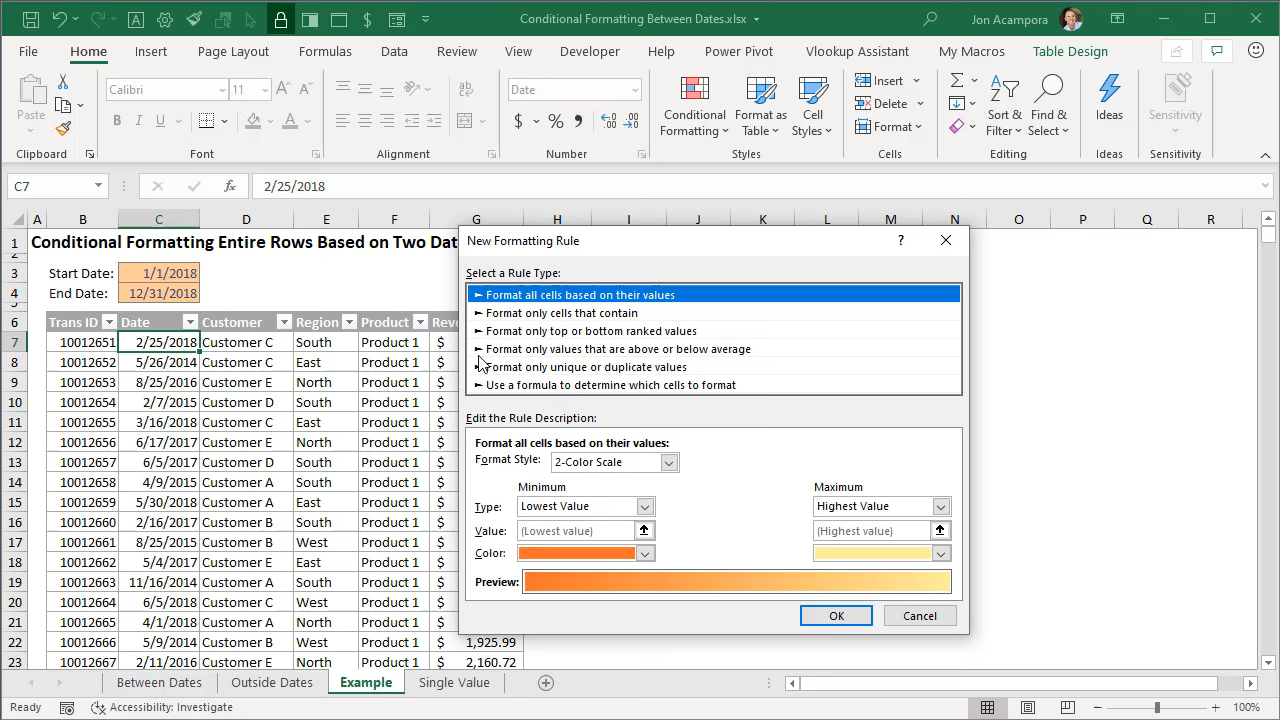 Conditional Formatting Between Dates.xlsx
Jon Acampora
File Home Insert Page Layout Formulas Data Review View Developer Help Power Pivot Vlookup Assistant My Macros Table Design
Paste
Clipboard
Calibri 11
B I U
Font
Alignment
Date
$ % ,
Number
Conditional Formatting
Format as Table
Cell Styles
Styles
Insert
Delete
Format
Cells
Sort & Filter
Find & Select
Editing
Ideas
Ideas
Sensitivity
Sensitivity
C7 fx 2/25/2018
A B C D E F G H I J K L M N O P Q R
1 Conditional Formatting Entire Rows Based on Two Dat
2
3 Start Date: 1/1/2018
4 End Date: 12/31/2018
5
6 Trans ID Date Customer Region Product Reve
7 10012651 2/25/2018 Customer C South Product 1 $
8 10012652 5/26/2014 Customer C East Product 1 $
9 10012653 8/25/2016 Customer E North Product 1 $
10 10012654 2/7/2015 Customer D South Product 1 $
11 10012655 3/16/2018 Customer C East Product 1 $
12 10012656 6/17/2017 Customer E North Product 1 $
13 10012657 6/5/2017 Customer D South Product 1 $
14 10012658 4/9/2015 Customer A South Product 1 $
15 10012659 5/30/2018 Customer A East Product 1 $
16 10012660 2/16/2017 Customer B South Product 1 $
17 10012661 8/25/2015 Customer B West Product 1 $
18 10012662 5/4/2017 Customer E East Product 1 $
19 10012663 11/16/2014 Customer A South Product 1 $
20 10012664 6/5/2018 Customer C West Product 1 $
21 10012665 4/1/2018 Customer A North Product 1 $
22 10012666 5/9/2014 Customer B West Product 1 $ 1,925.99
23 10012667 2/11/2016 Customer E North Product 1 $ 2,160.72
New Formatting Rule ?
Select a Rule Type:
Format all cells based on their values
Format only cells that contain
Format only top or bottom ranked values
Format only values that are above or below average
Format only unique or duplicate values
Use a formula to determine which cells to format
Edit the Rule Description:
Format all cells based on their values:
Format Style: 2-Color Scale
Minimum Maximum
Type: Lowest Value Highest Value
Value: (Lowest value) (Highest value)
Color:
Preview:
OK Cancel
Between Dates Outside Dates Example Single Value
Ready Accessibility: Investigate 100%